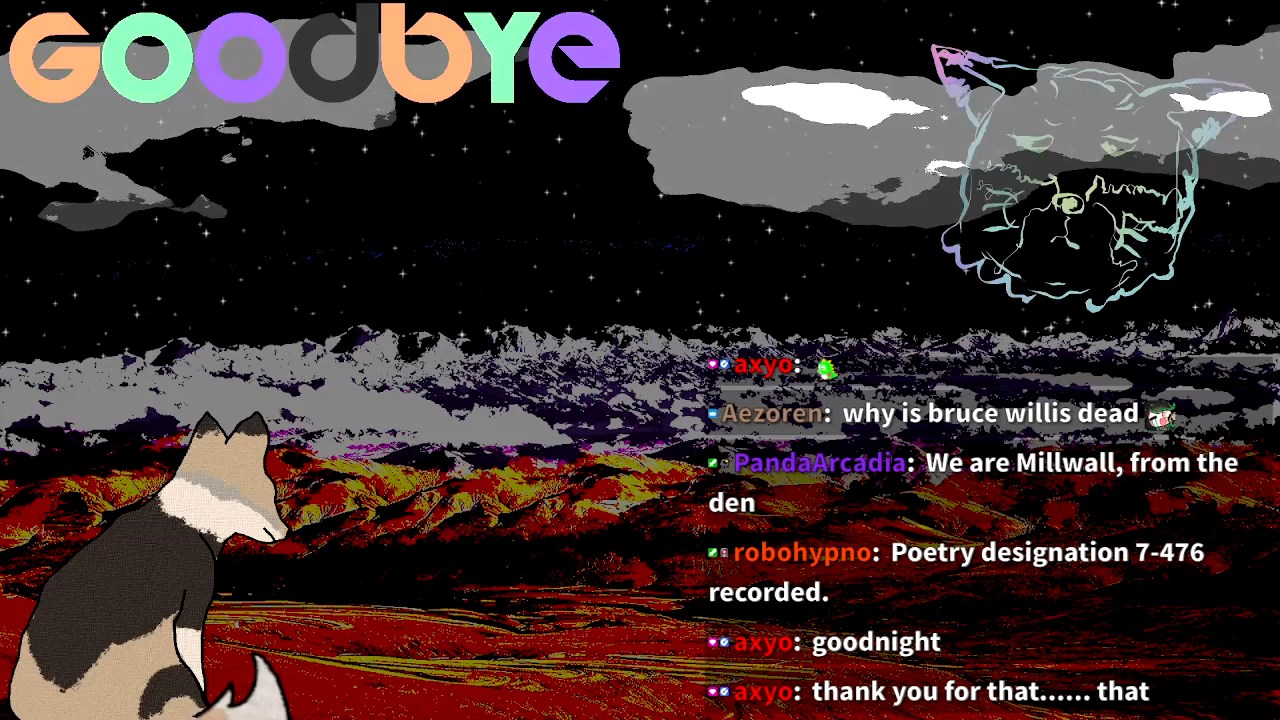 GOODBYE
axyo:
Aezoren: why is bruce willis dead
PandaArcadia: We are Millwall, from the
den
robohypno: Poetry designation 7-476
recorded.
axyo: goodnight
axyo: thank you for that...... that